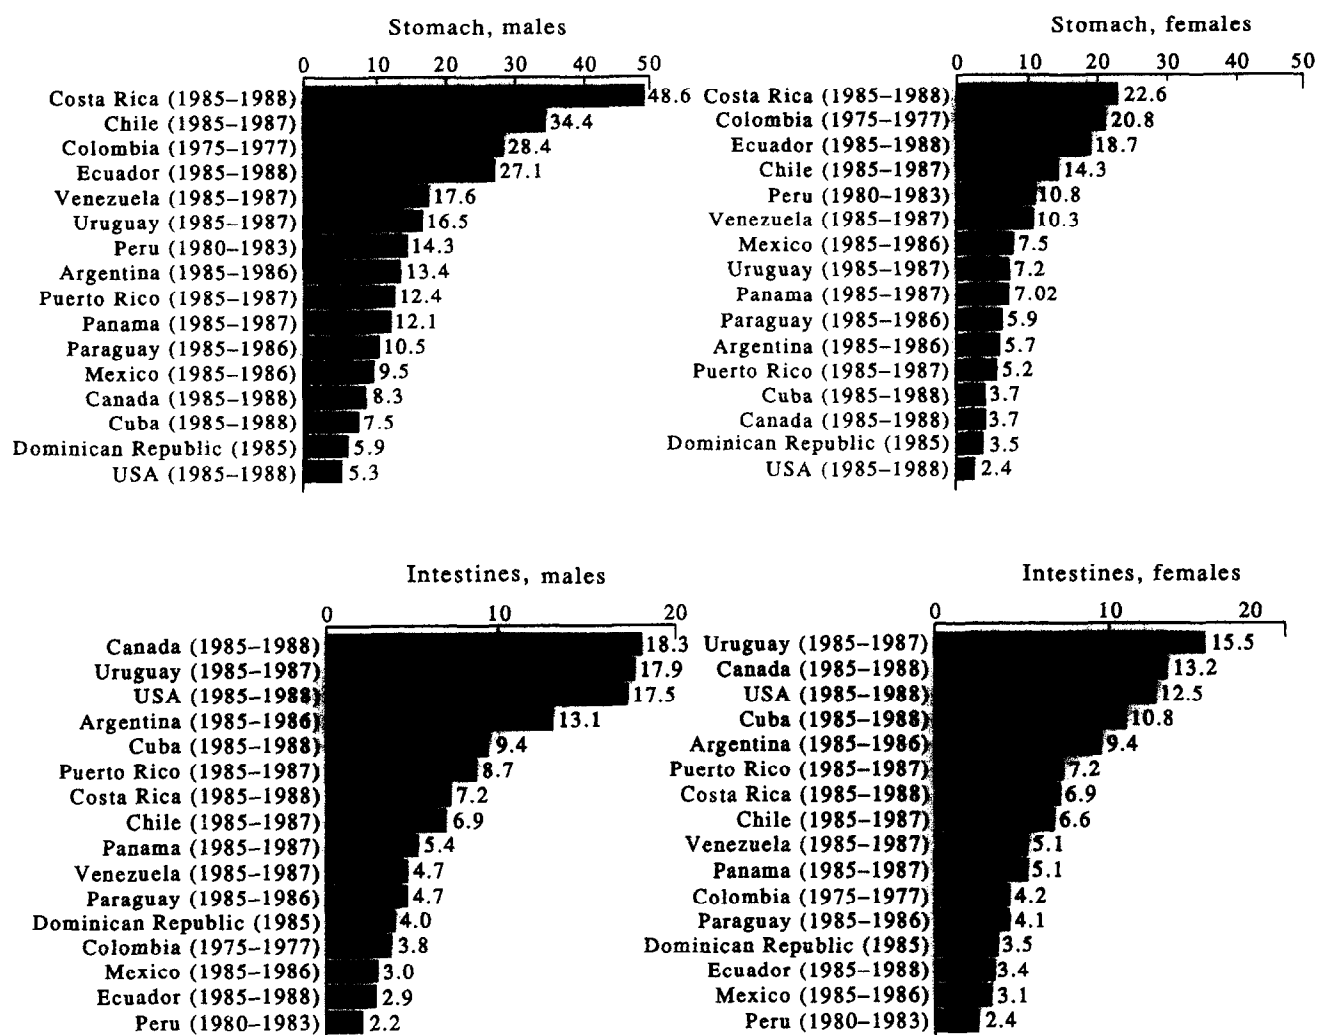 Stomach, males
0 10 20 30 40 50
Costa Rica (1985–1988) 48.6
Chile (1985–1987) 34.4
Colombia (1975–1977) 28.4
Ecuador (1985–1988) 27.1
Venezuela (1985–1987) 17.6
Uruguay (1985–1987) 16.5
Peru (1980–1983) 14.3
Argentina (1985–1986) 13.4
Puerto Rico (1985–1987) 12.4
Panama (1985–1987) 12.1
Paraguay (1985–1986) 10.5
Mexico (1985–1986) 9.5
Canada (1985–1988) 8.3
Cuba (1985–1988) 7.5
Dominican Republic (1985) 5.9
USA (1985–1988) 5.3
Stomach, females
0 10 20 30 40 50
Costa Rica (1985–1988) 22.6
Colombia (1975–1977) 20.8
Ecuador (1985–1988) 18.7
Chile (1985–1987) 14.3
Peru (1980–1983) 10.8
Venezuela (1985–1987) 10.3
Mexico (1985–1986) 7.5
Uruguay (1985–1987) 7.2
Panama (1985–1987) 7.02
Paraguay (1985–1986) 5.9
Argentina (1985–1986) 5.7
Puerto Rico (1985–1987) 5.2
Cuba (1985–1988) 3.7
Canada (1985–1988) 3.7
Dominican Republic (1985) 3.5
USA (1985–1988) 2.4
Intestines, males
0 10 20
Canada (1985–1988) 18.3
Uruguay (1985–1987) 17.9
USA (1985–1988) 17.5
Argentina (1985–1986) 13.1
Cuba (1985–1988) 9.4
Puerto Rico (1985–1987) 8.7
Costa Rica (1985–1988) 7.2
Chile (1985–1987) 6.9
Panama (1985–1987) 5.4
Venezuela (1985–1987) 4.7
Paraguay (1985–1986) 4.7
Dominican Republic (1985) 4.0
Colombia (1975–1977) 3.8
Mexico (1985–1986) 3.0
Ecuador (1985–1988) 2.9
Peru (1980–1983) 2.2
Intestines, females
0 10 20
Uruguay (1985–1987) 15.5
Canada (1985–1988) 13.2
USA (1985–1988) 12.5
Cuba (1985–1988) 10.8
Argentina (1985–1986) 9.4
Puerto Rico (1985–1987) 7.2
Costa Rica (1985–1988) 6.9
Chile (1985–1987) 6.6
Venezuela (1985–1987) 5.1
Panama (1985–1987) 5.1
Colombia (1975–1977) 4.2
Paraguay (1985–1986) 4.1
Dominican Republic (1985) 3.5
Ecuador (1985–1988) 3.4
Mexico (1985–1986) 3.1
Peru (1980–1983) 2.4